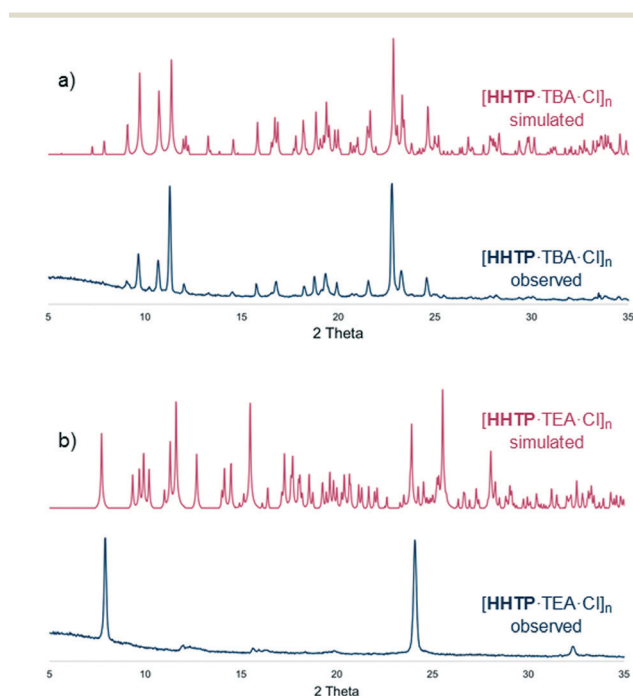 a)
[HHTP·TBA·Cl]n
simulated
[HHTP·TBA·Cl]n
observed
5 10 15 20 25 30 35
2 Theta
b)
[HHTP·TEA·Cl]n
simulated
[HHTP·TEA·Cl]n
observed
5 10 15 20 25 30 35
2 Theta